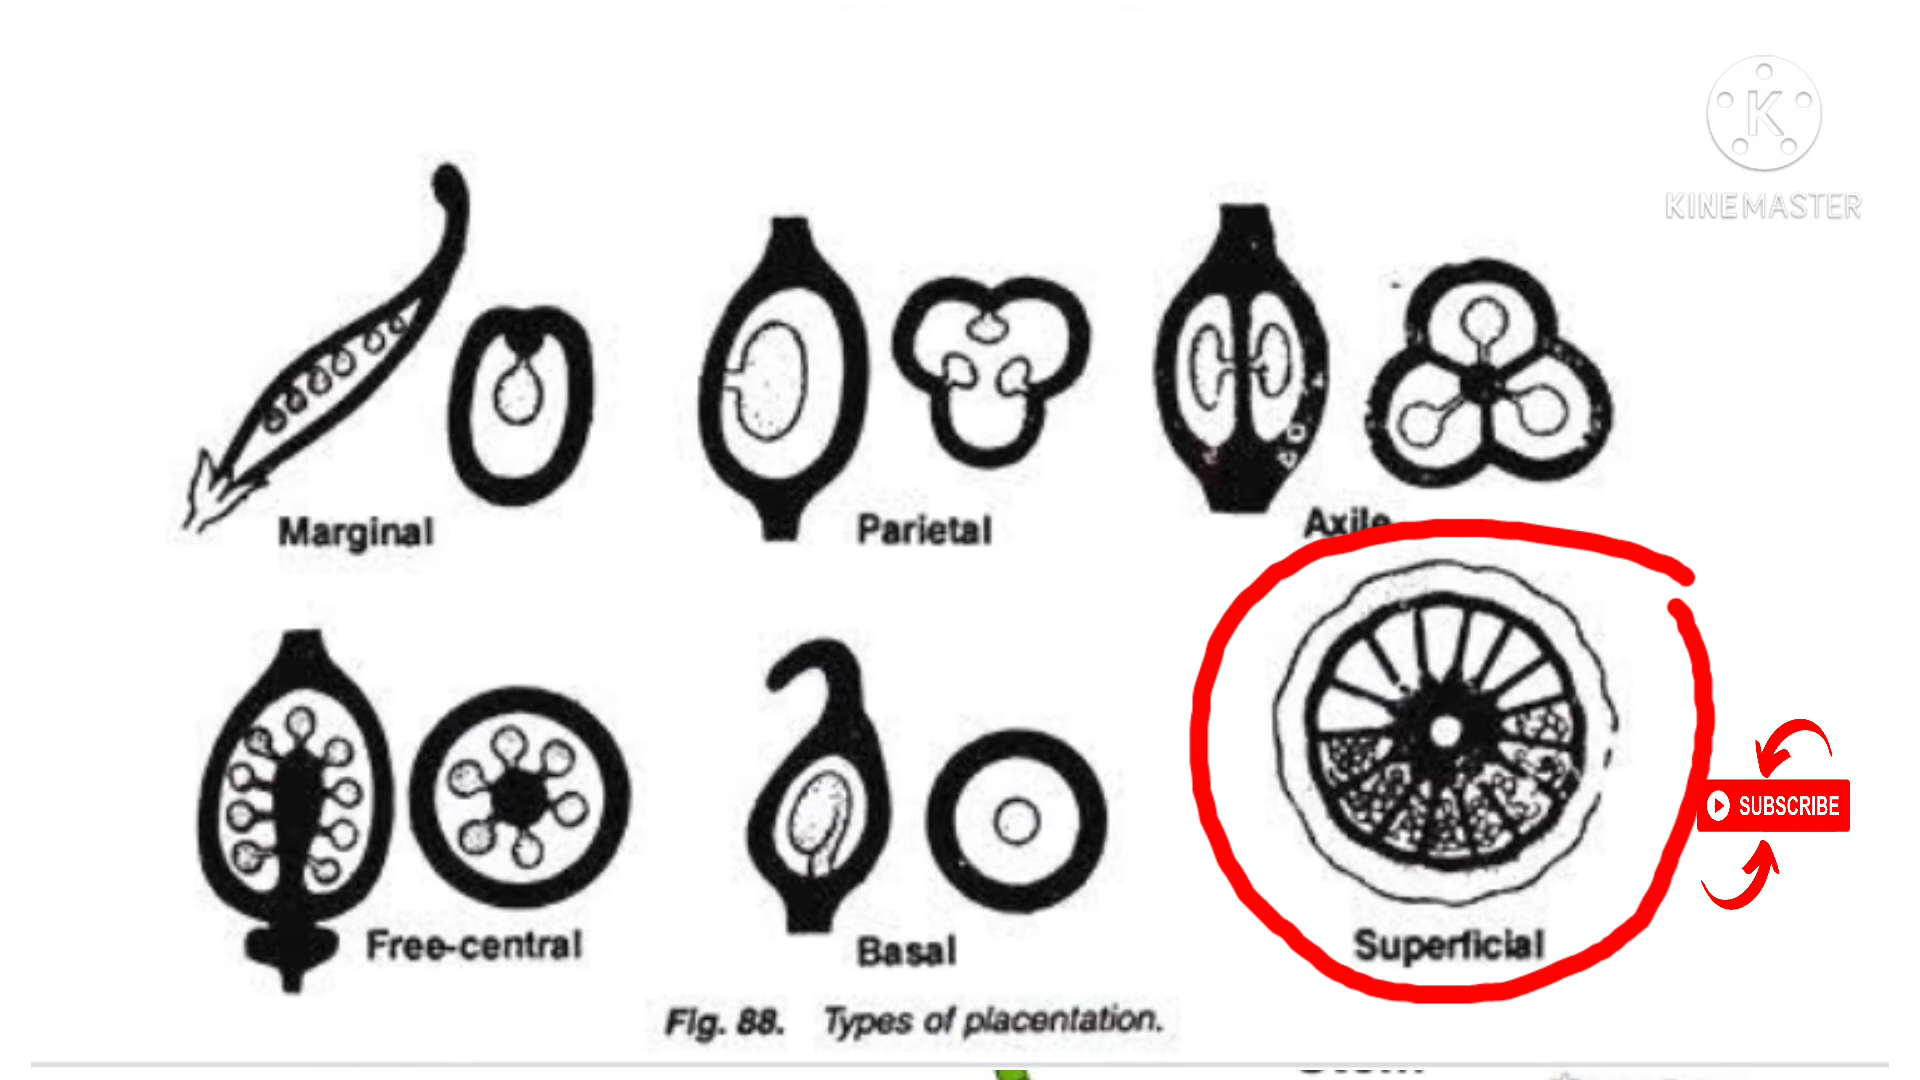 K
KINEMASTER
Marginal
Parietal
Axile
SUBSCRIBE
Free-central
Basal
Superficial
Fig. 88. Types of placentation.